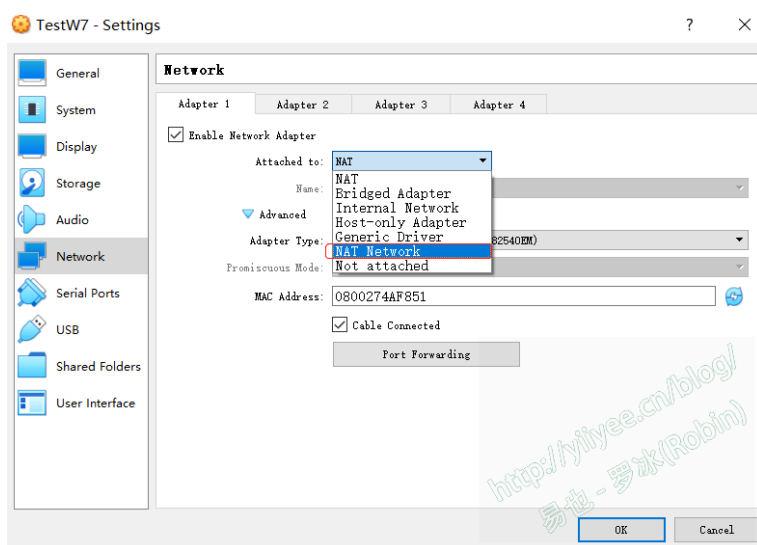 TestW7 - Settings
General
System
Display
Storage
Audio
Network
Serial Ports
USB
Shared Folders
User Interface
Network
Adapter 1 Adapter 2 Adapter 3 Adapter 4
Enable Network Adapter
Attached to: NAT
NAT
Bridged Adapter
Internal Network
Host-only Adapter
Generic Driver
NAT Network
Not attached
Name:
Advanced
Adapter Type: 82540EM)
Promiscuous Mode:
MAC Address: 0800274AF851
Cable Connected
Port Forwarding
http://yiiyee.cn/blog/
易也 - 罗冰(Robin)
OK Cancel